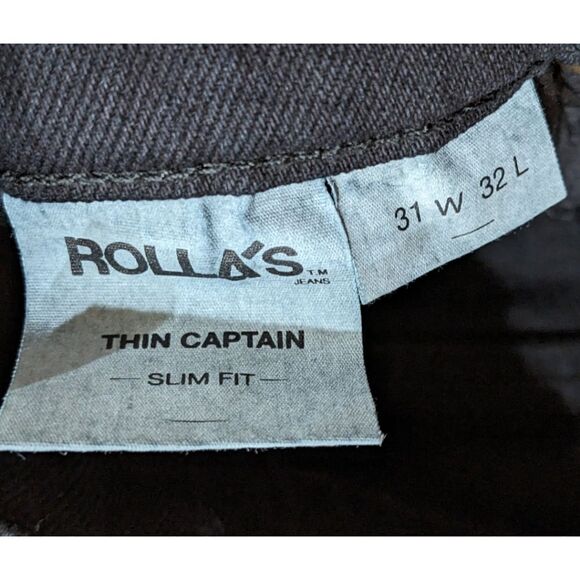 ROLLA'S T.M
JEANS
THIN CAPTAIN
SLIM FIT
31 W 32 L